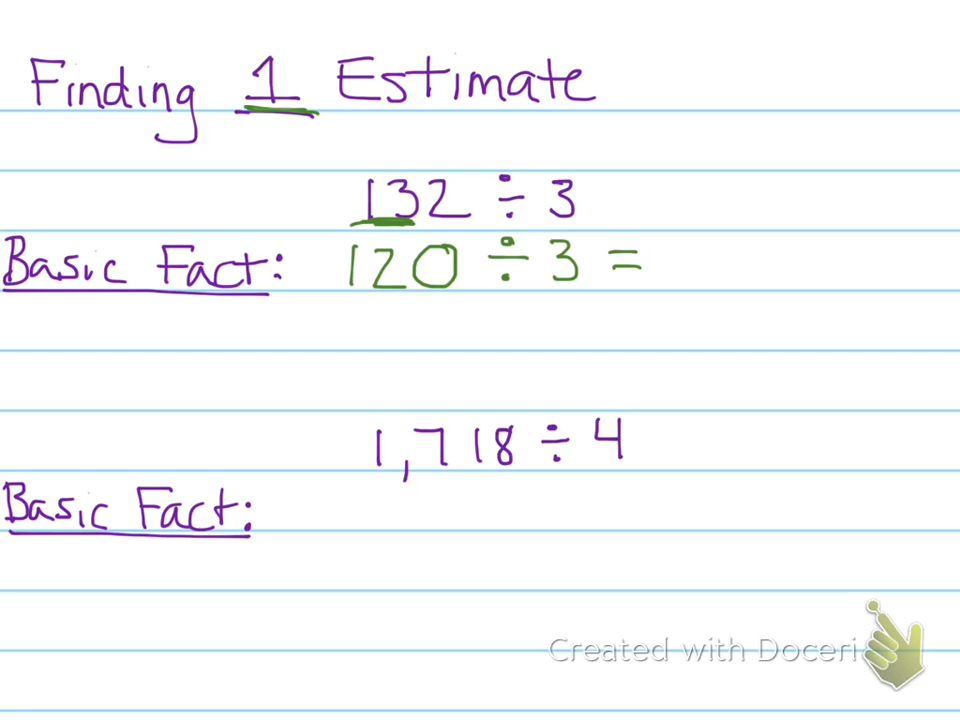 Finding 1 Estimate
132 ÷ 3
Basic Fact: 120 ÷ 3 =
1,718 ÷ 4
Basic Fact:
Created with Doceri